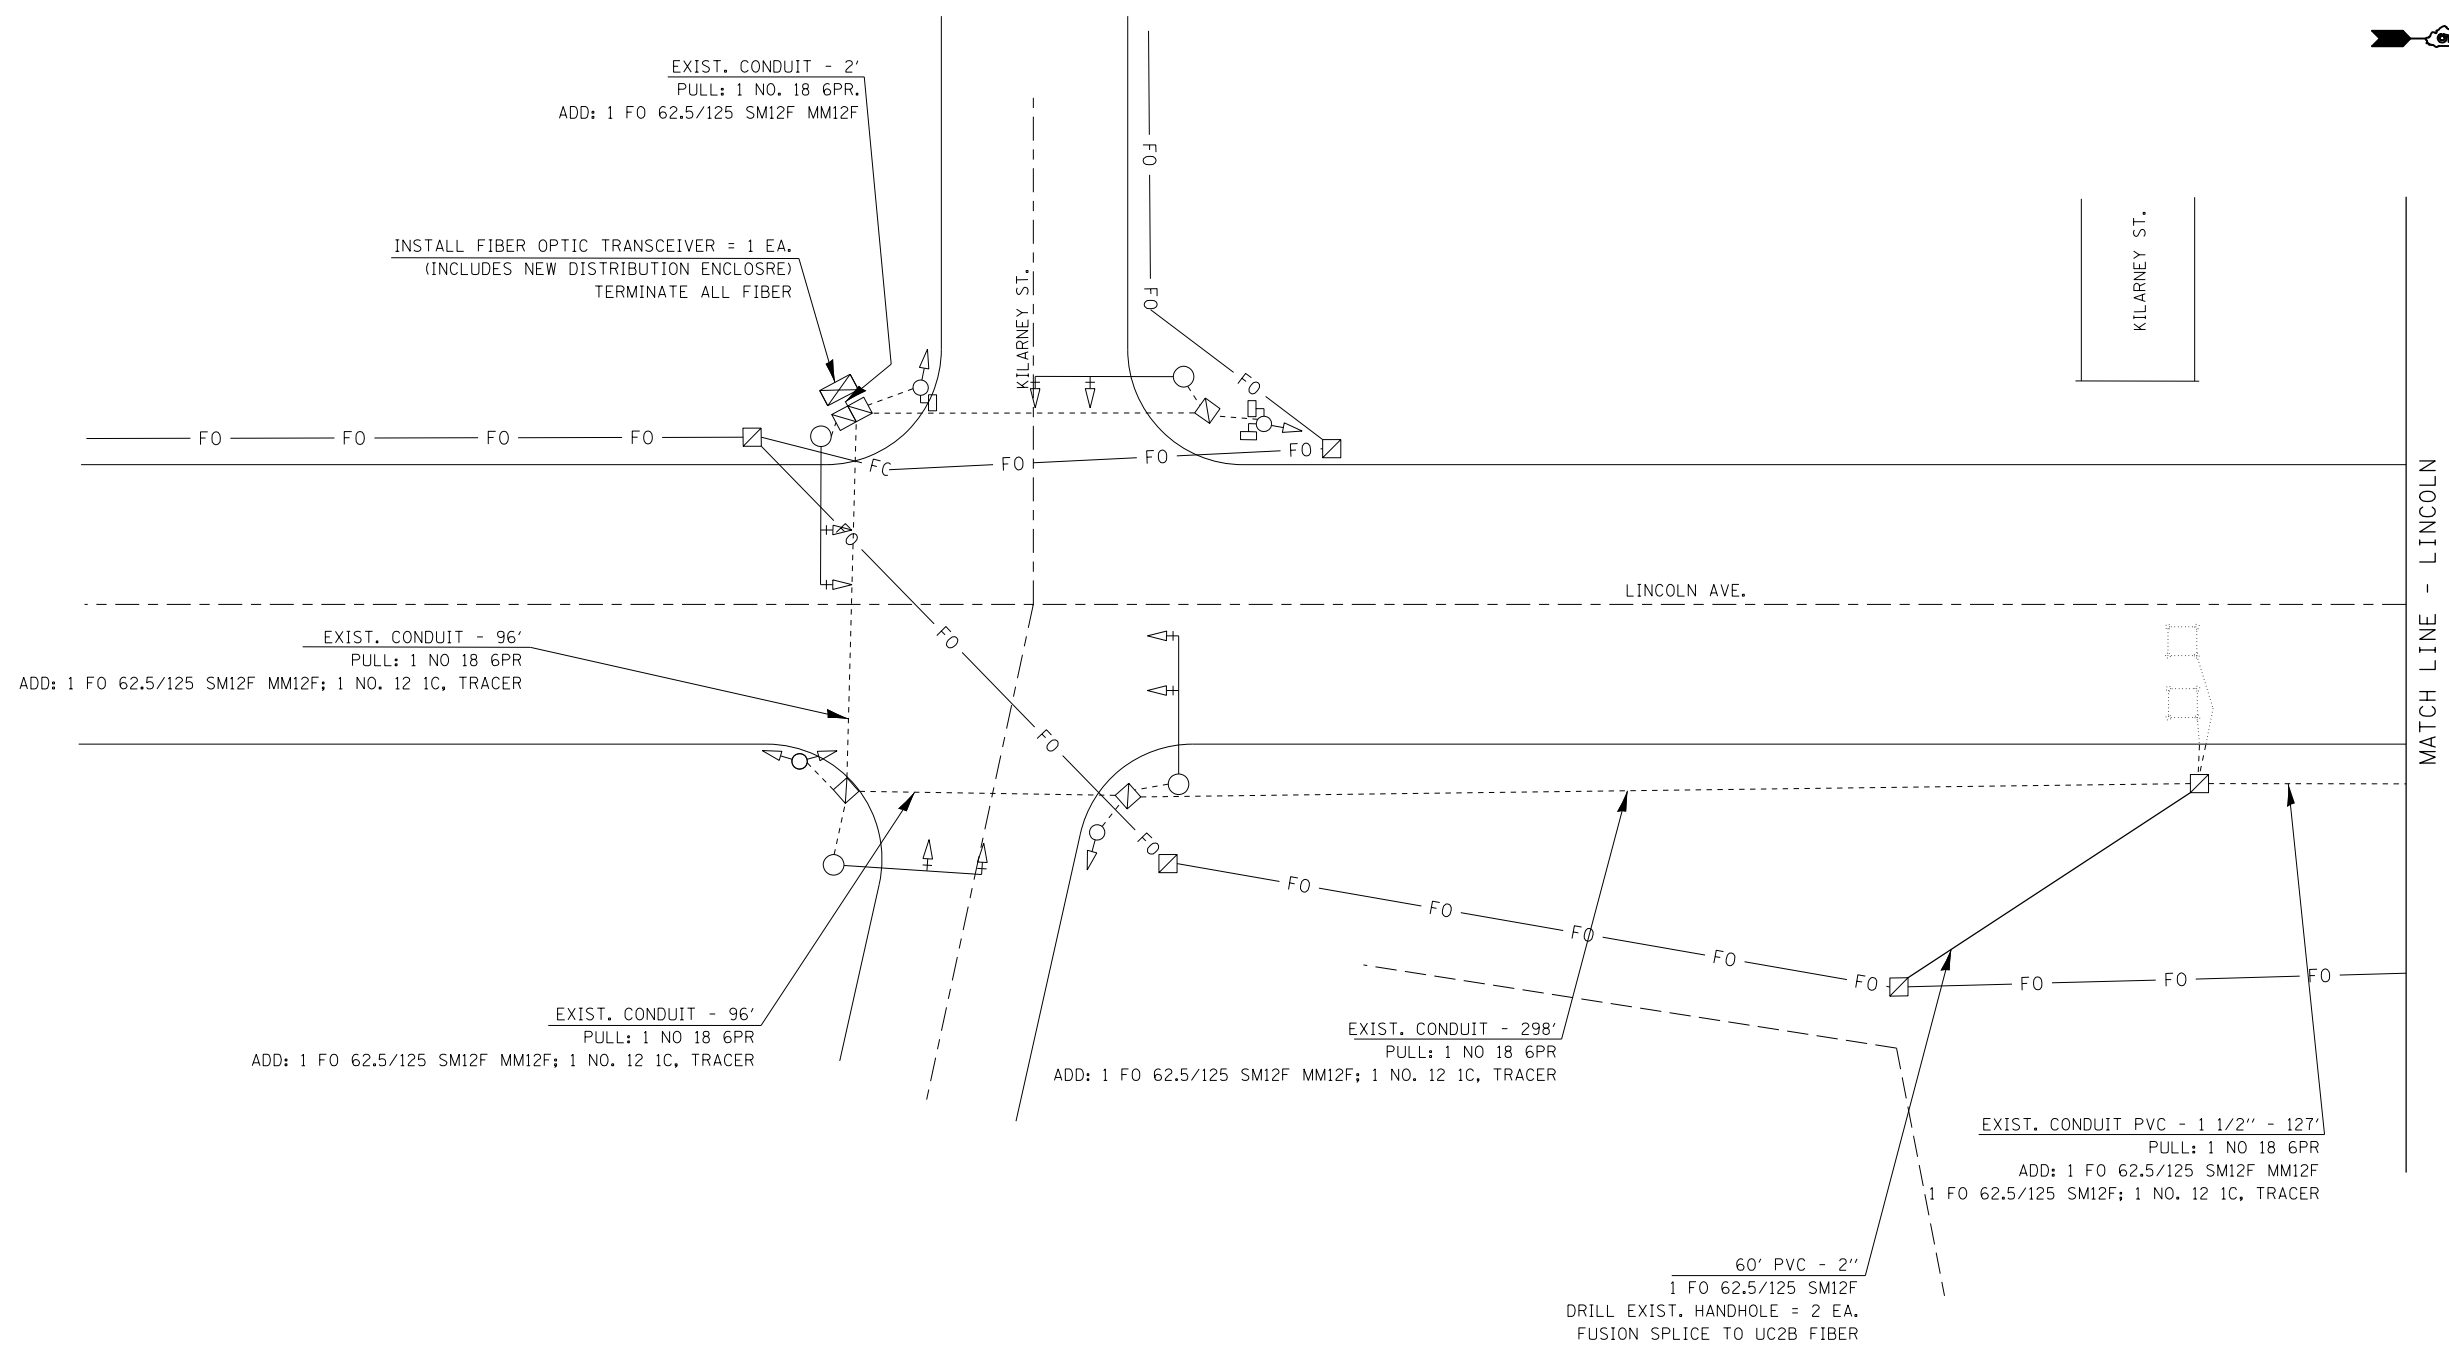 EXIST. CONDUIT - 2'
PULL: 1 NO. 18 6PR.
ADD: 1 FO 62.5/125 SM12F MM12F
INSTALL FIBER OPTIC TRANSCEIVER = 1 EA.
(INCLUDES NEW DISTRIBUTION ENCLOSRE)
TERMINATE ALL FIBER
KILARNEY ST.
KILARNEY ST.
FO
FO
FO
FO
FO
FO
FO
FO
FC
FO
FO
FO
O
LINCOLN AVE.
MATCH LINE - LINCOLN
EXIST. CONDUIT - 96'
PULL: 1 NO 18 6PR
ADD: 1 FO 62.5/125 SM12F MM12F; 1 NO. 12 1C, TRACER
FO
FO
FO
FO
FO
FO
FO
FO
FO
FO
FO
EXIST. CONDUIT - 96'
PULL: 1 NO 18 6PR
ADD: 1 FO 62.5/125 SM12F MM12F; 1 NO. 12 1C, TRACER
EXIST. CONDUIT - 298'
PULL: 1 NO 18 6PR
ADD: 1 FO 62.5/125 SM12F MM12F; 1 NO. 12 1C, TRACER
EXIST. CONDUIT PVC - 1 1/2'' - 127'
PULL: 1 NO 18 6PR
ADD: 1 FO 62.5/125 SM12F MM12F
1 FO 62.5/125 SM12F; 1 NO. 12 1C, TRACER
60' PVC - 2''
1 FO 62.5/125 SM12F
DRILL EXIST. HANDHOLE = 2 EA.
FUSION SPLICE TO UC2B FIBER